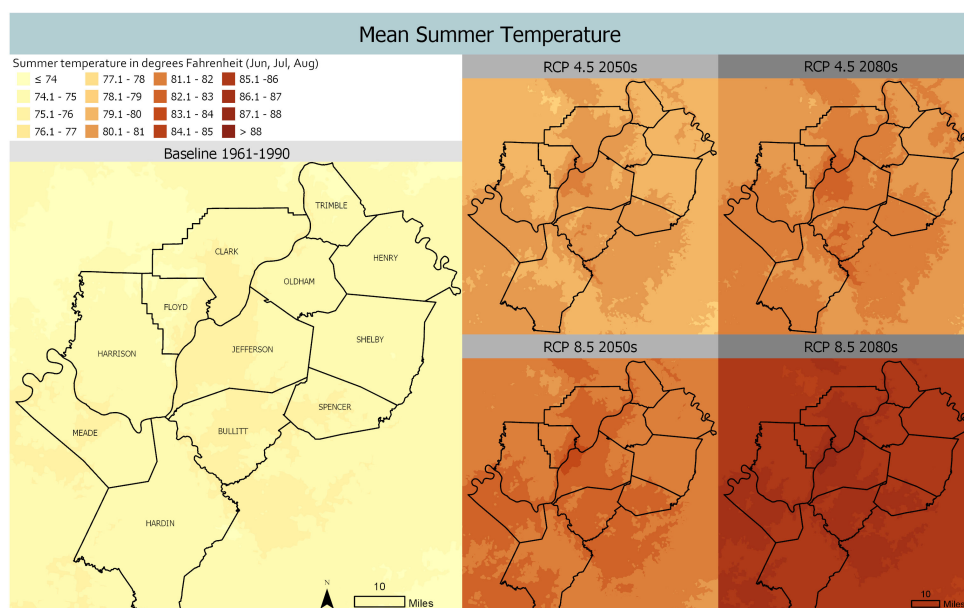 Mean Summer Temperature
Summer temperature in degrees Fahrenheit (Jun, Jul, Aug)
≤ 74 77.1 - 78 81.1 - 82 85.1 -86
74.1 - 75 78.1 -79 82.1 - 83 86.1 - 87
75.1 -76 79.1 -80 83.1 - 84 87.1 - 88
76.1 - 77 80.1 - 81 84.1 - 85 > 88
Baseline 1961-1990
TRIMBLE
CLARK
HENRY
OLDHAM
FLOYD
SHELBY
JEFFERSON
HARRISON
SPENCER
MEADE
BULLITT
HARDIN
N
10
Miles
RCP 4.5 2050s
RCP 4.5 2080s
RCP 8.5 2050s
RCP 8.5 2080s
10
Miles